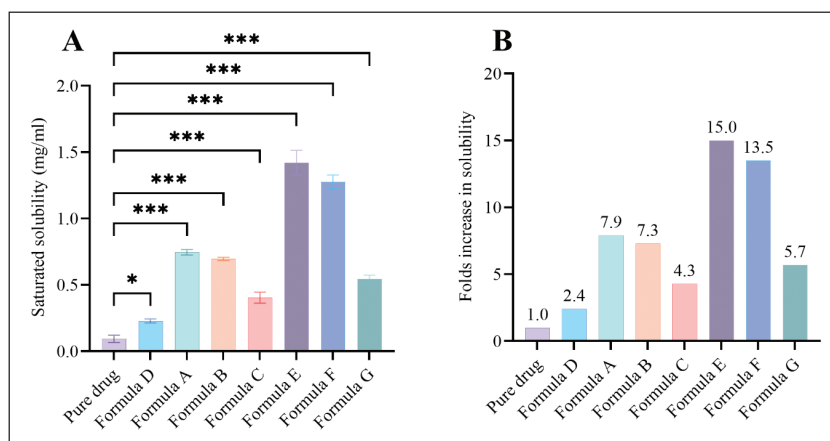 A
***
***
***
***
***
***
*
Saturated solubility (mg/ml)
2.0
1.5
1.0
0.5
0.0
Pure drug
Formula D
Formula A
Formula B
Formula C
Formula E
Formula F
Formula G
B
Folds increase in solubility
20
15
10
5
0
1.0
2.4
7.9
7.3
4.3
15.0
13.5
5.7
Pure drug
Formula D
Formula A
Formula B
Formula C
Formula E
Formula F
Formula G